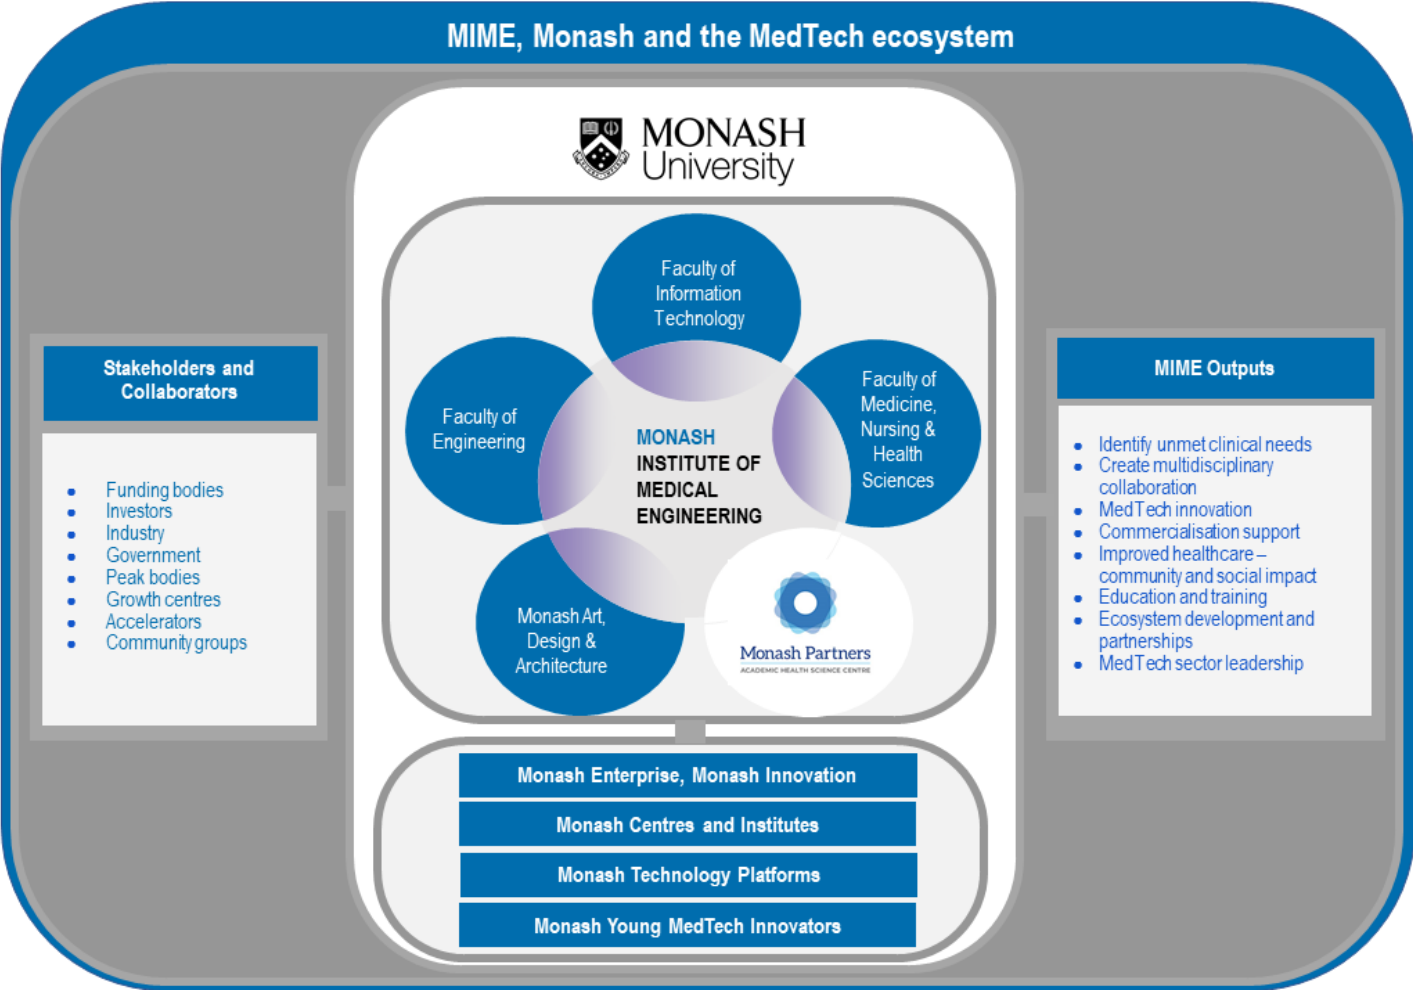 MIME, Monash and the MedTech ecosystem
MONASH
University
Stakeholders and
Collaborators
Funding bodies
Investors
Industry
Government
Peak bodies
Growth centres
Accelerators
Community groups
Faculty of
Information
Technology
Faculty of
Engineering
Faculty of
Medicine,
Nursing &
Health
Sciences
MONASH
INSTITUTE OF
MEDICAL
ENGINEERING
Monash Art,
Design &
Architecture
Monash Partners
ACADEMIC HEALTH SCIENCE CENTRE
Monash Enterprise, Monash Innovation
Monash Centres and Institutes
Monash Technology Platforms
Monash Young MedTech Innovators
MIME Outputs
Identify unmet clinical needs
Create multidisciplinary
collaboration
MedTech innovation
Commercialisation support
Improved healthcare –
community and social impact
Education and training
Ecosystem development and
partnerships
MedTech sector leadership